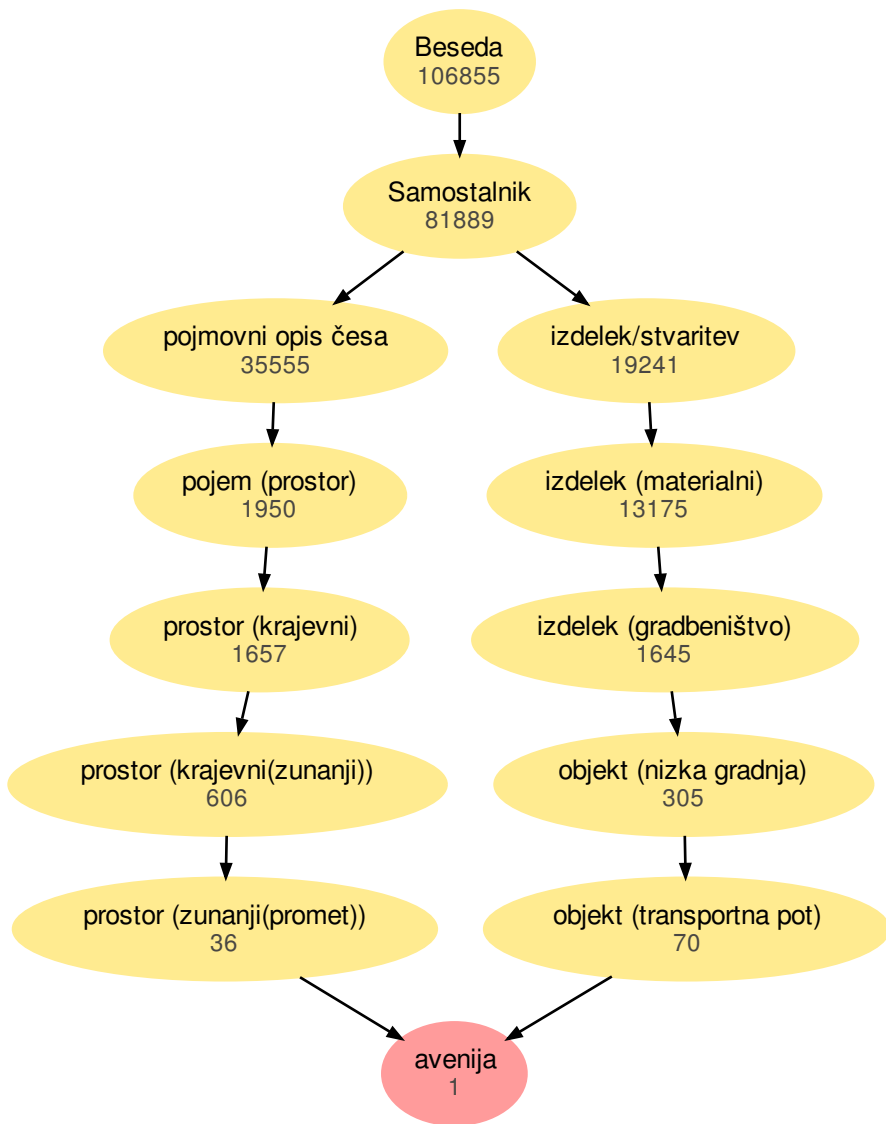 Beseda
106855
Samostalnik
81889
pojmovni opis česa
35555
izdelek/stvaritev
19241
pojem (prostor)
1950
izdelek (materialni)
13175
prostor (krajevni)
1657
izdelek (gradbeništvo)
1645
prostor (krajevni(zunanji))
606
objekt (nizka gradnja)
305
prostor (zunanji(promet))
36
objekt (transportna pot)
70
avenija
1